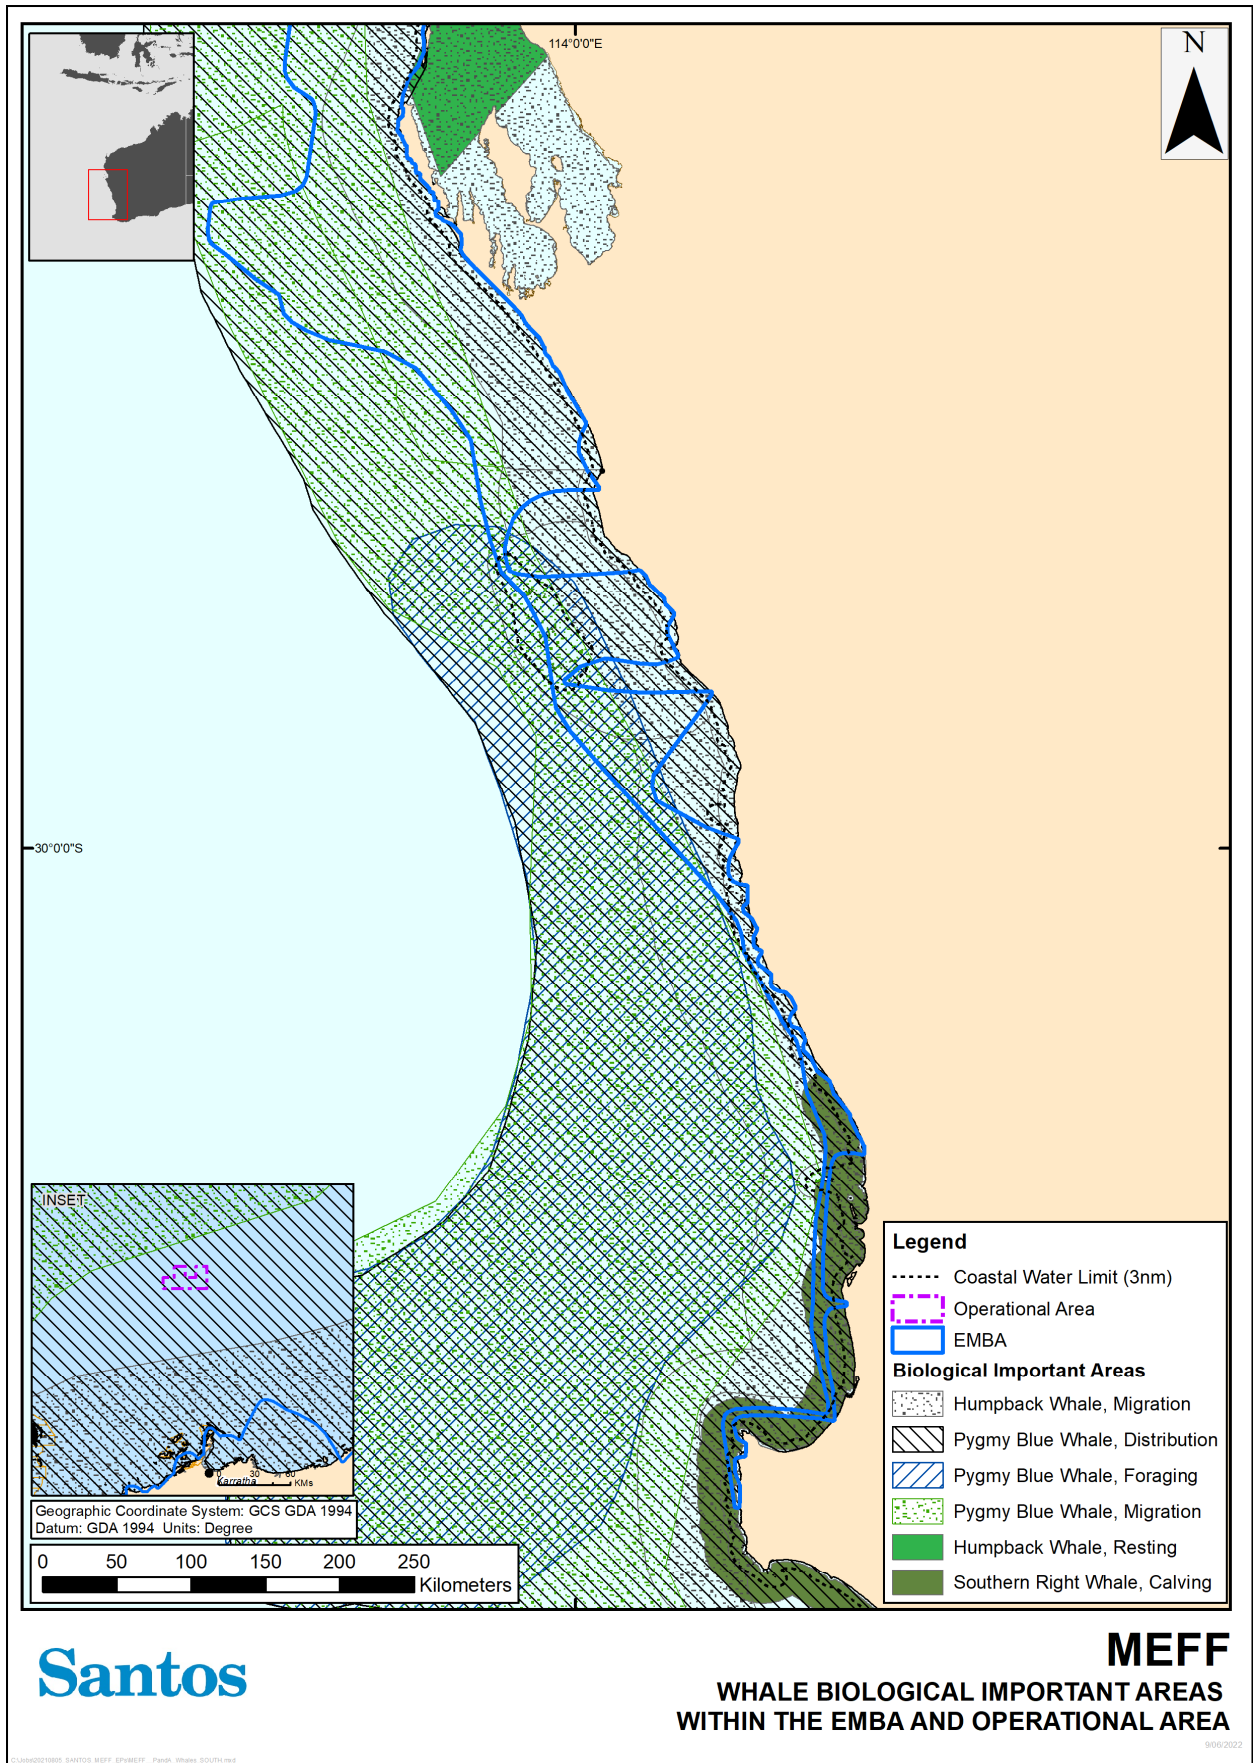 114°0'0"E
N
30°0'0"S
INSET
Karratha
0 30 60
KMs
Geographic Coordinate System: GCS GDA 1994
Datum: GDA 1994 Units: Degree
0 50 100 150 200 250
Kilometers
Legend
Coastal Water Limit (3nm)
Operational Area
EMBA
Biological Important Areas
Humpback Whale, Migration
Pygmy Blue Whale, Distribution
Pygmy Blue Whale, Foraging
Pygmy Blue Whale, Migration
Humpback Whale, Resting
Southern Right Whale, Calving
Santos
MEFF
WHALE BIOLOGICAL IMPORTANT AREAS
WITHIN THE EMBA AND OPERATIONAL AREA
9/06/2022